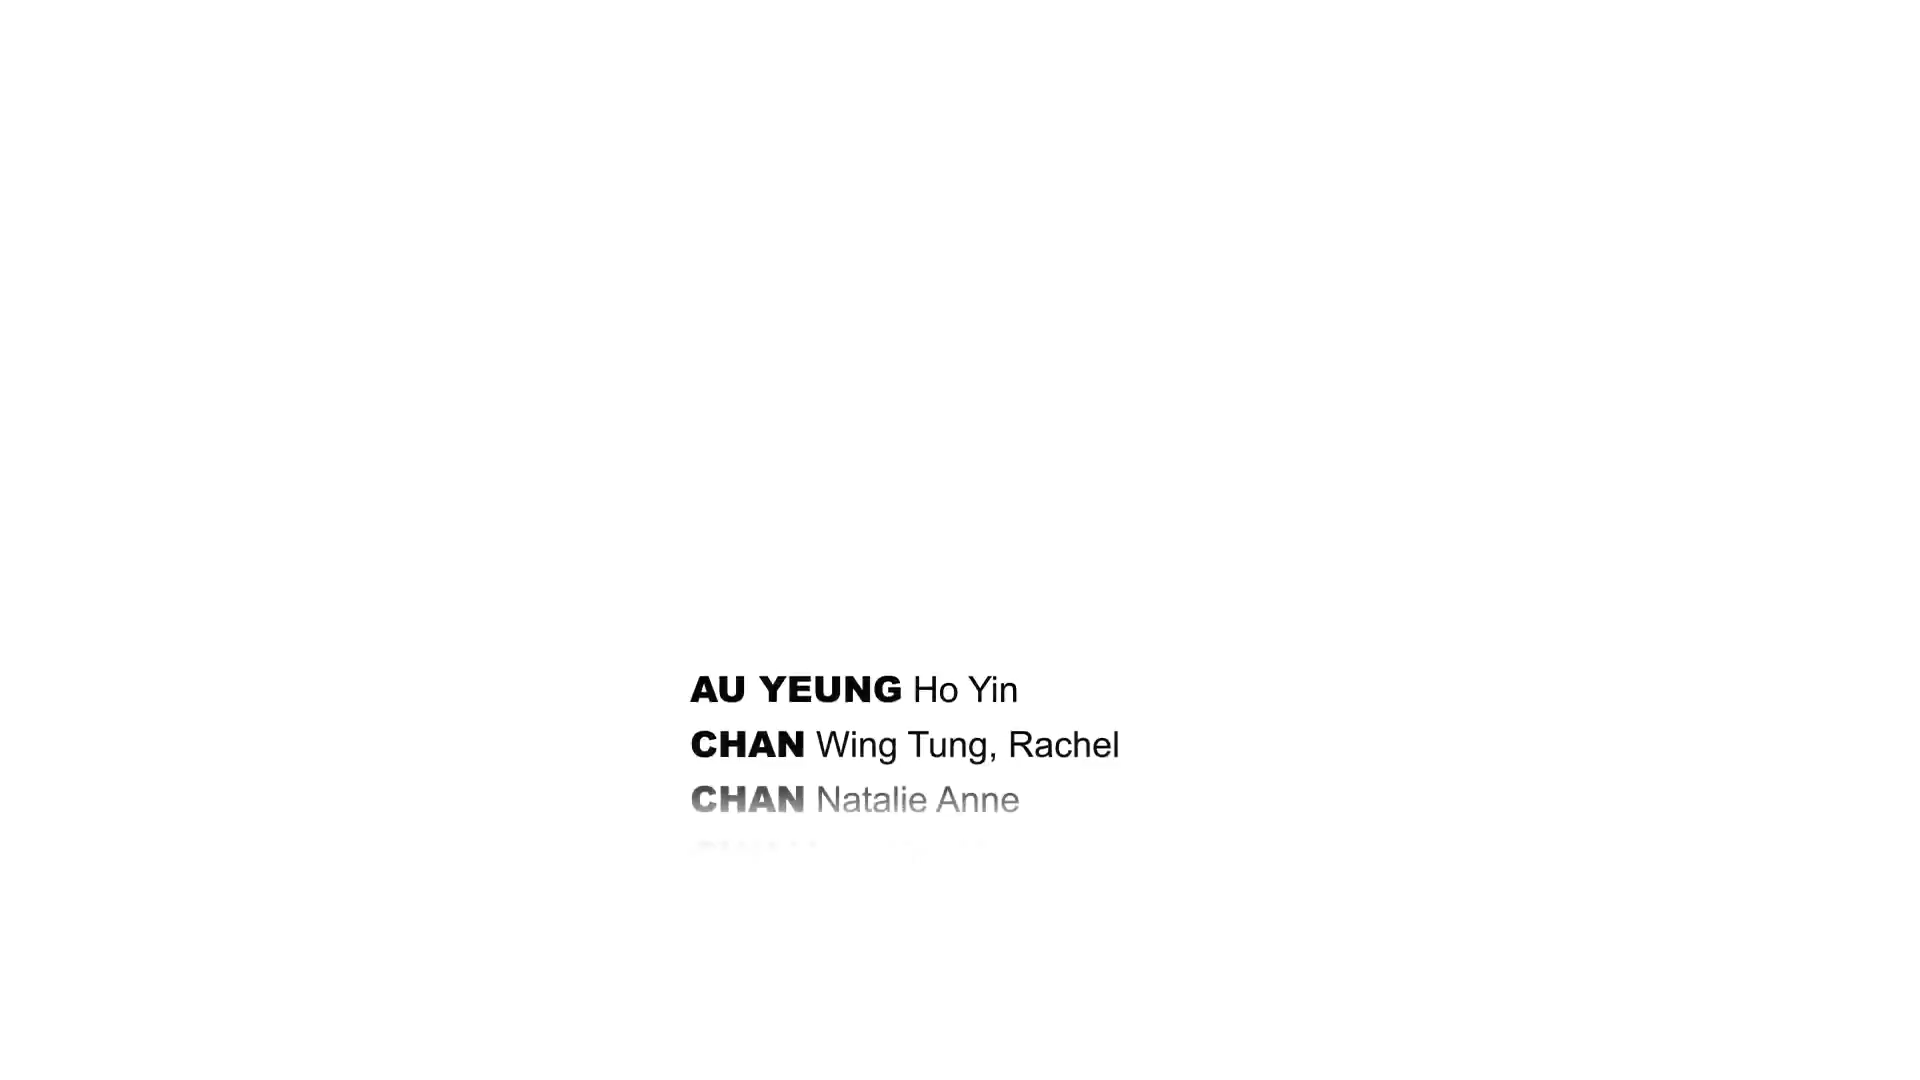 AU YEUNG Ho Yin
CHAN Wing Tung, Rachel
CHAN Natalie Anne